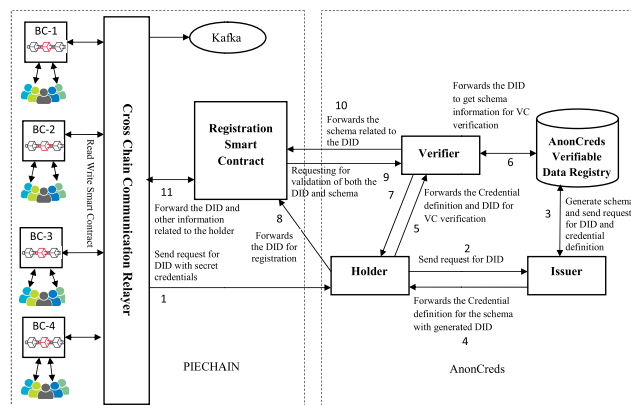 BC-1
BC-2
BC-3
BC-4
Read Write Smart Contract
Cross Chain Communication Relayer
Kafka
Registration
Smart
Contract
10
Forwards the
schema related to
the DID
Requesting for
validation of both the
DID and schema
9
Verifier
Forwards the DID to
get schema
information for VC
verification
6
AnonCreds
Verifiable
Data Registry
11
Forward the DID and
other information
related to the holder
8
Forwards
the DID for
registration
7
Forwards the Credential
definition and DID for
VC verification
5
3
Generate schema
and send request
for DID and
credential
definition
Send request for
DID with secret
credentials
1
Holder
2
Send request for DID
Issuer
Forwards the Credential
definition for the schema
with generated DID
4
PIECHAIN
AnonCreds